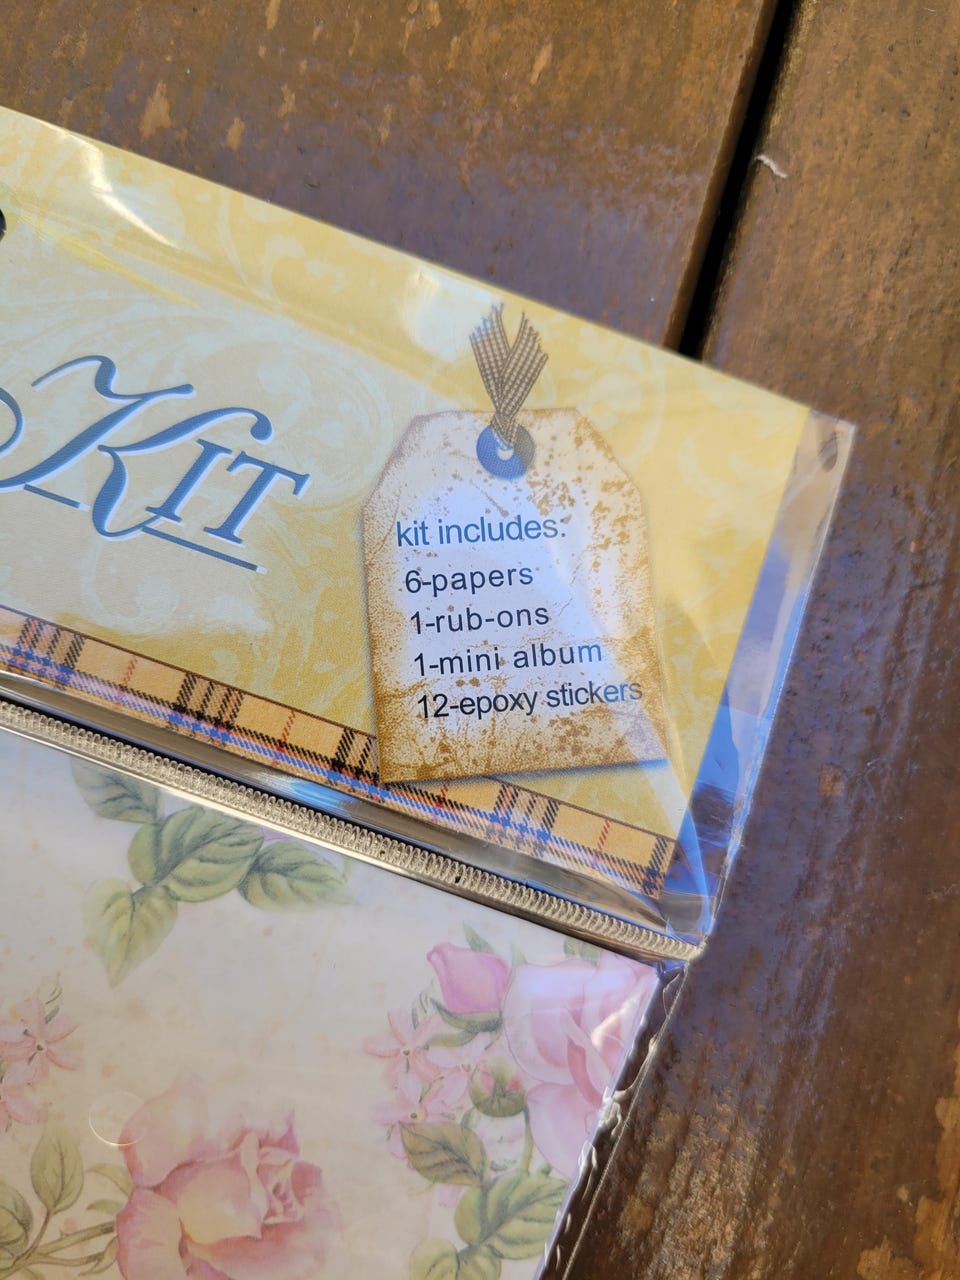 KIT
kit includes:
6-papers
1-rub-ons
1-mini album
12-epoxy stickers